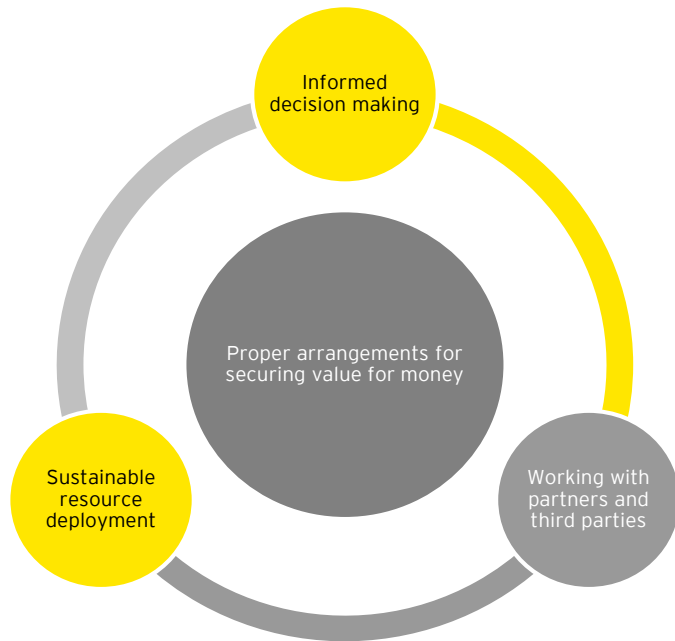 Informed
decision making
Proper arrangements for
securing value for money
Sustainable
resource
deployment
Working with
partners and
third parties